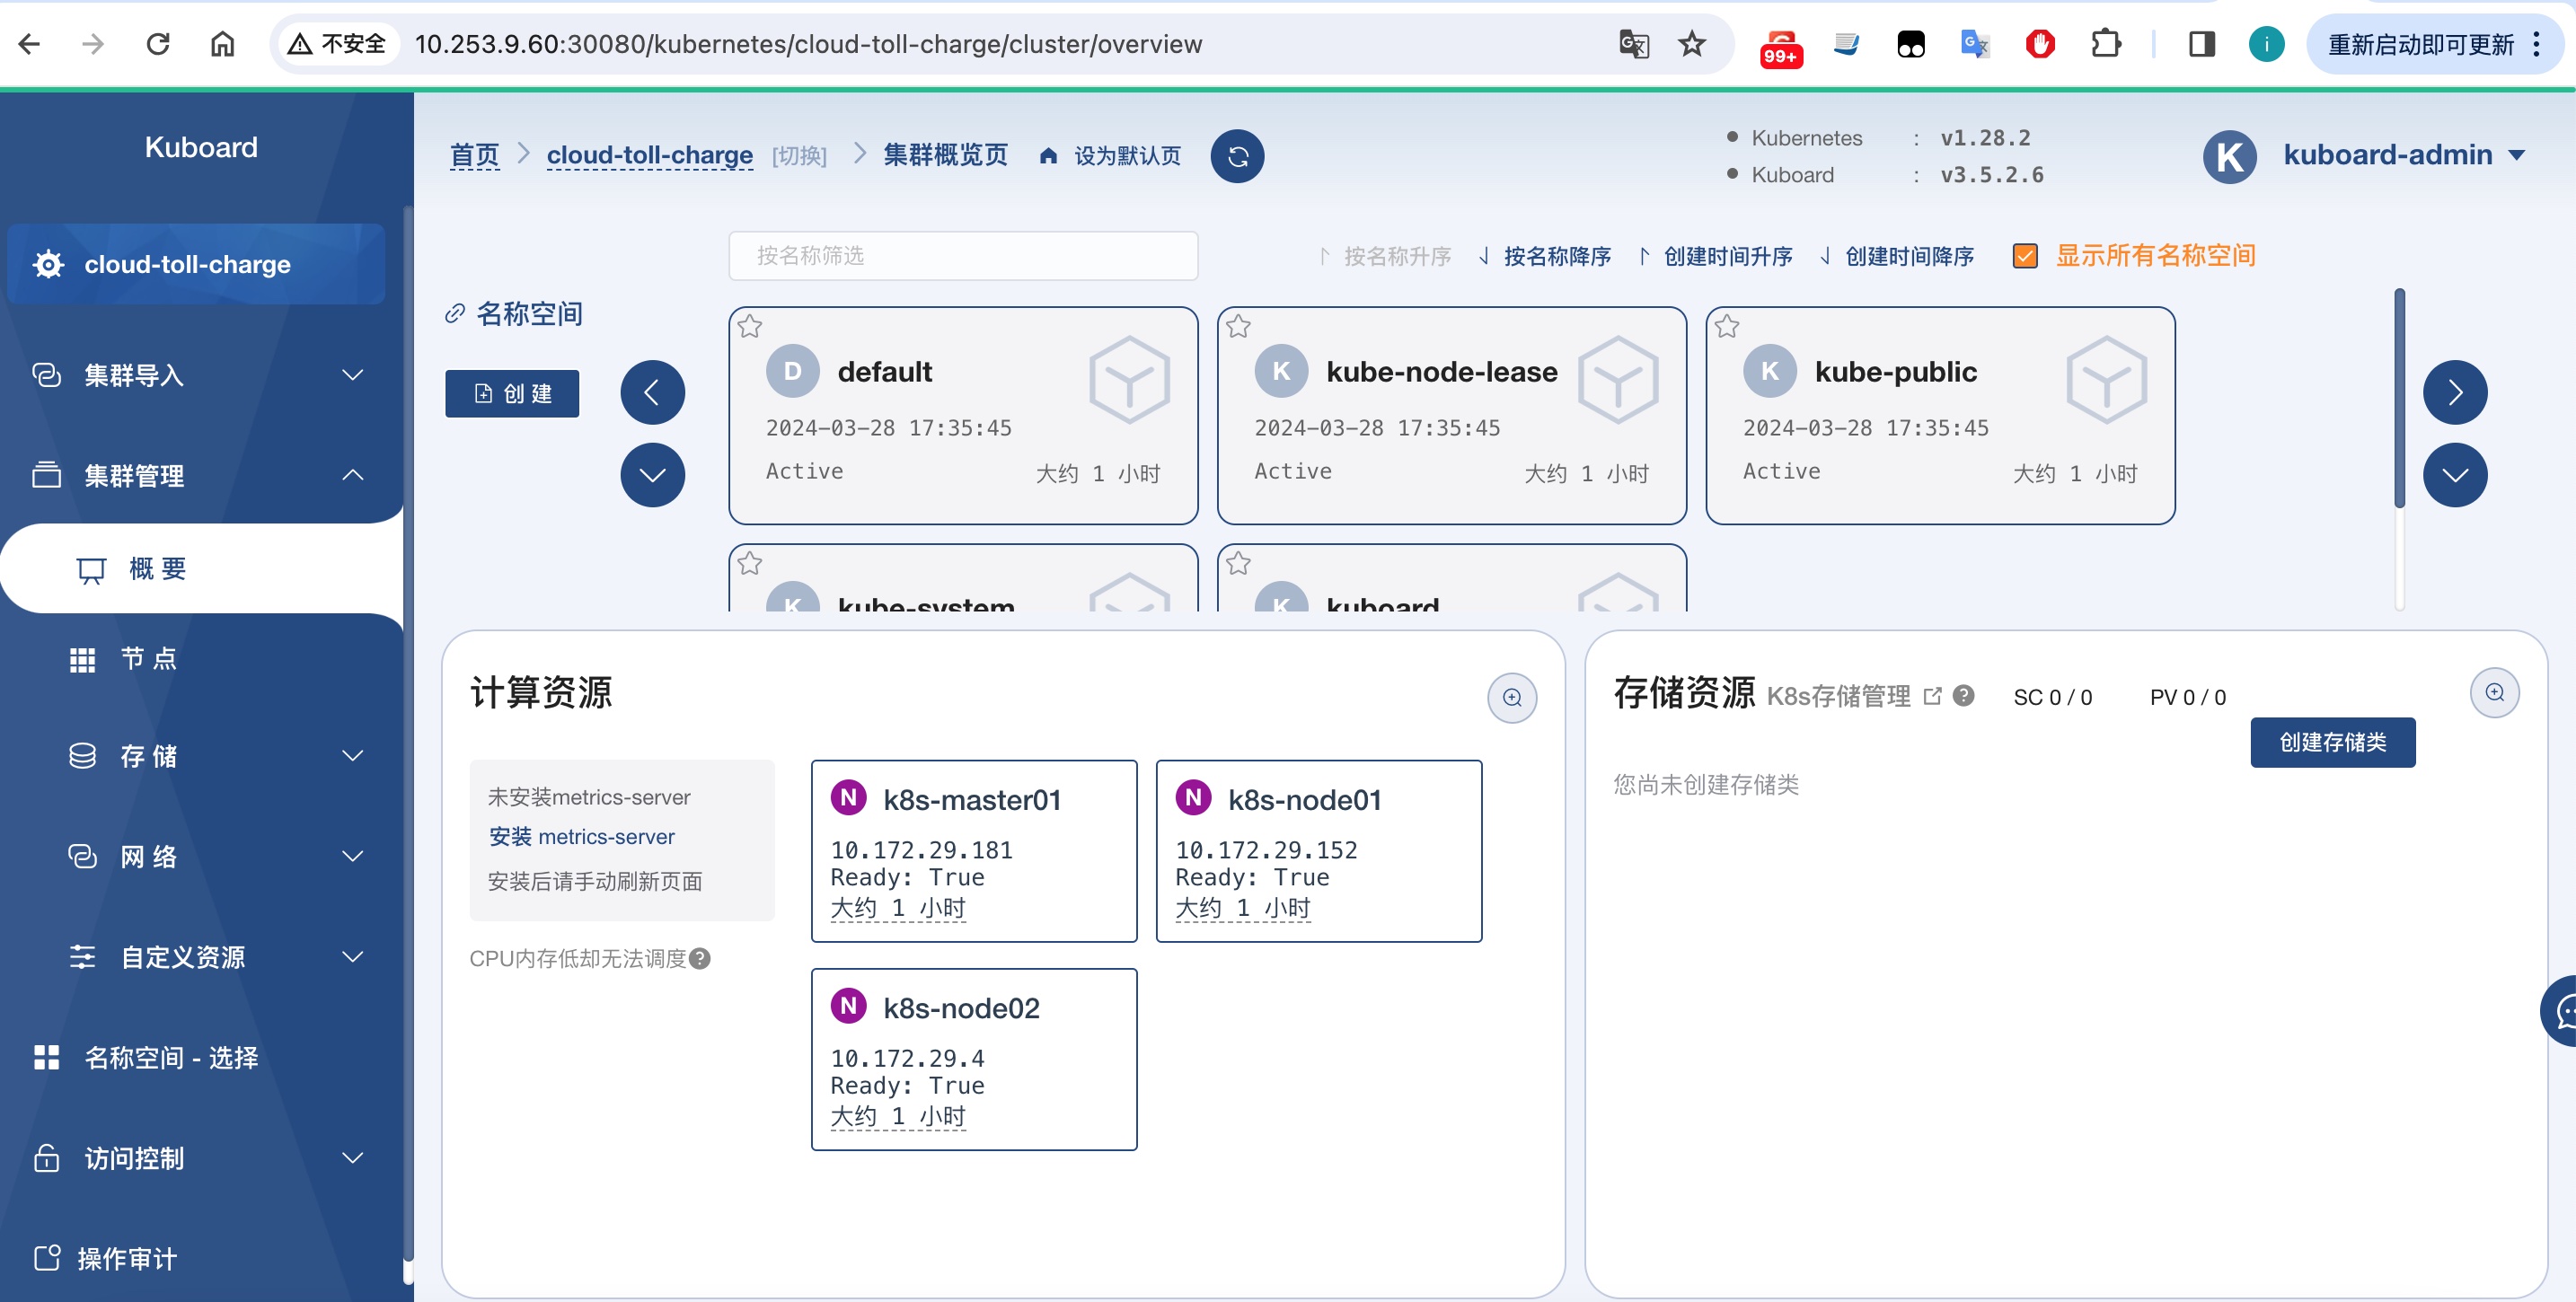 不安全
10.253.9.60:30080/kubernetes/cloud-toll-charge/cluster/overview
99+
i
重新启动即可更新
Kuboard
cloud-toll-charge
集群导入
集群管理
概 要
节 点
存 储
网 络
自定义资源
名称空间 - 选择
访问控制
操作审计
首页
cloud-toll-charge
[切换]
集群概览页
设为默认页
Kubernetes : v1.28.2
Kuboard : v3.5.2.6
K
kuboard-admin
按名称筛选
按名称升序
按名称降序
创建时间升序
创建时间降序
显示所有名称空间
名称空间
创 建
D
default
2024-03-28 17:35:45
Active
大约 1 小时
K
kube-node-lease
2024-03-28 17:35:45
Active
大约 1 小时
K
kube-public
2024-03-28 17:35:45
Active
大约 1 小时
K
kube-system
K
kuboard
计算资源
未安装metrics-server
安装 metrics-server
安装后请手动刷新页面
CPU内存低却无法调度
N
k8s-master01
10.172.29.181
Ready: True
大约 1 小时
N
k8s-node01
10.172.29.152
Ready: True
大约 1 小时
N
k8s-node02
10.172.29.4
Ready: True
大约 1 小时
存储资源
K8s存储管理
SC 0 / 0
PV 0 / 0
创建存储类
您尚未创建存储类